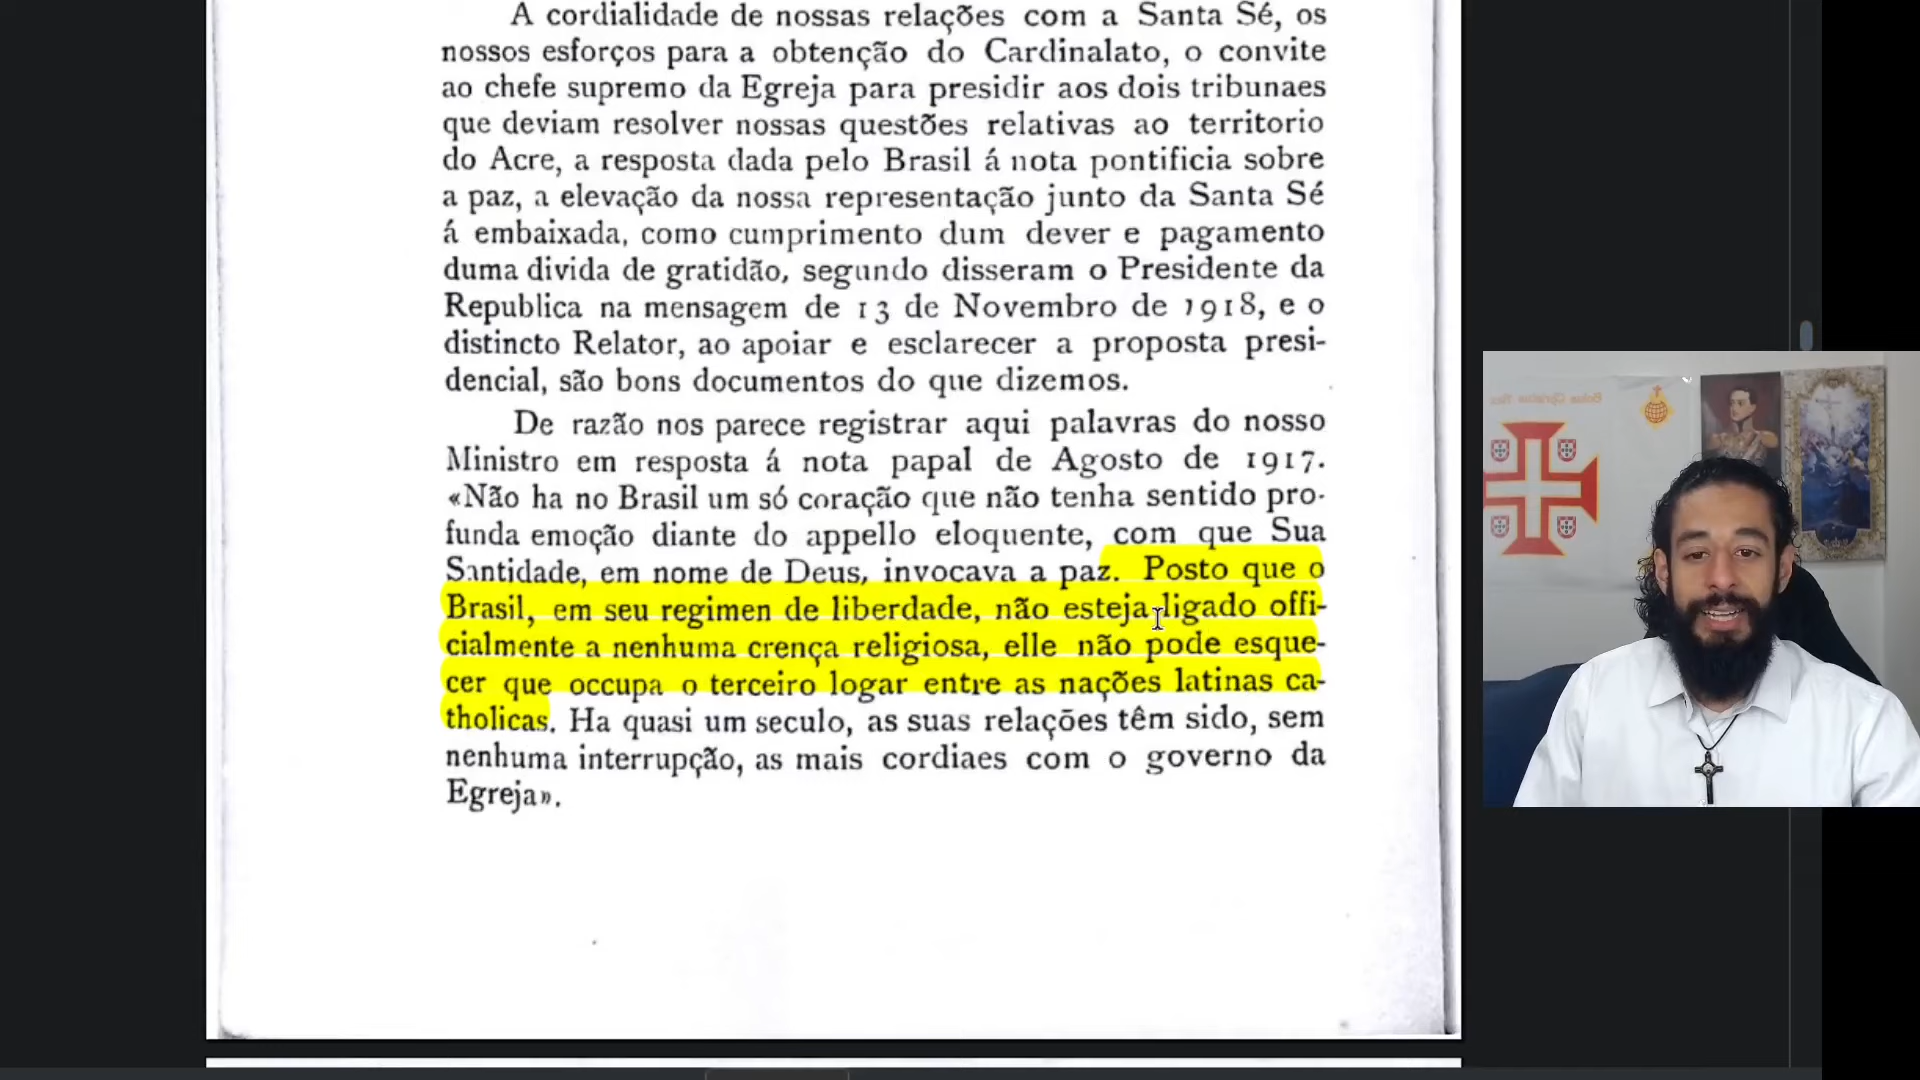 A cordialidade de nossas relações com a Santa Sé, os
nossos esforços para a obtenção do Cardinalato, o convite
ao chefe supremo da Egreja para presidir aos dois tribunaes
que deviam resolver nossas questões relativas ao territorio
do Acre, a resposta dada pelo Brasil á nota pontificia sobre
a paz, a elevação da nossa representação junto da Santa Sé
á embaixada, como cumprimento dum dever e pagamento
duma divida de gratidão, segundo disseram o Presidente da
Republica na mensagem de 13 de Novembro de 1918, e o
distincto Relator, ao apoiar e esclarecer a proposta presi-
dencial, são bons documentos do que dizemos.
De razão nos parece registrar aqui palavras do nosso
Ministro em resposta á nota papal de Agosto de 1917.
«Não ha no Brasil um só coração que não tenha sentido pro-
funda emoção diante do appello eloquente, com que Sua
Santidade, em nome de Deus, invocava a paz. Posto que o
Brasil, em seu regimen de liberdade, não esteja ligado offi-
cialmente a nenhuma crença religiosa, elle não pode esque-
cer que occupa o terceiro logar entre as nações latinas ca-
tholicas. Ha quasi um seculo, as suas relações têm sido, sem
nenhuma interrupção, as mais cordiaes com o governo da
Egreja».